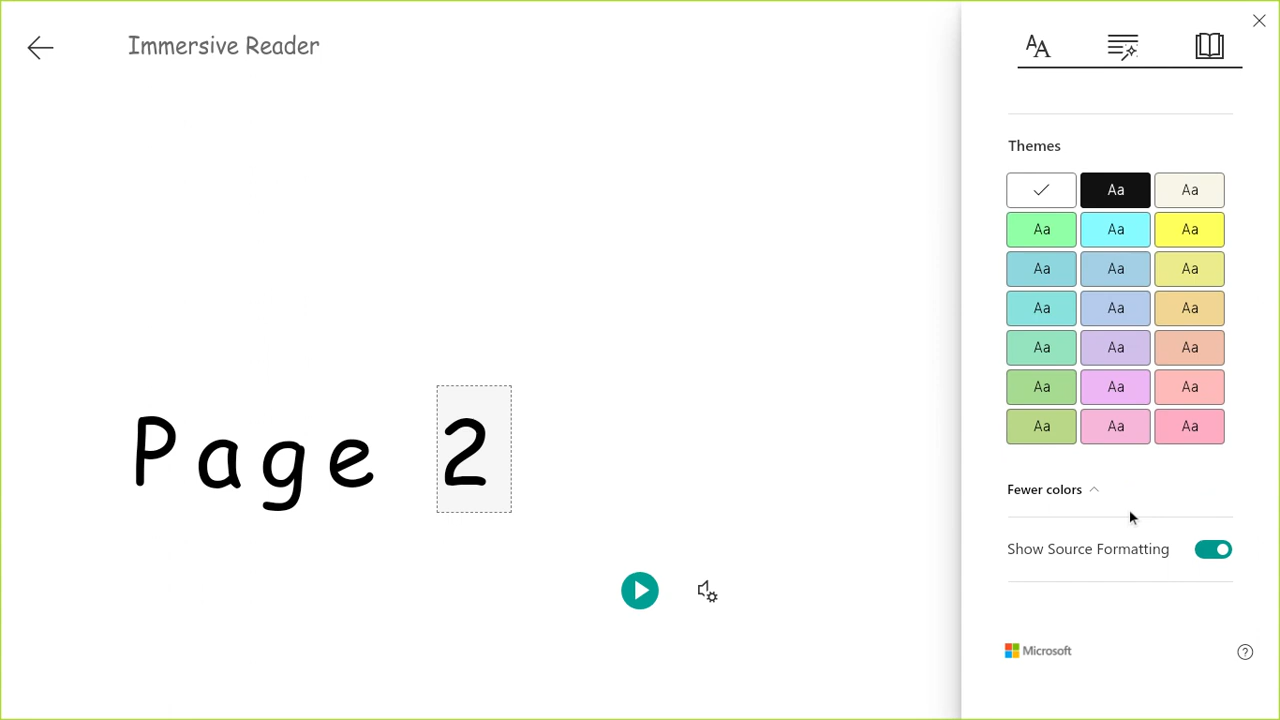 Immersive Reader
Page 2
AA
Themes
Aa Aa
Aa Aa Aa
Aa Aa Aa
Aa Aa Aa
Aa Aa Aa
Aa Aa Aa
Aa Aa Aa
Fewer colors
Show Source Formatting
Microsoft
?